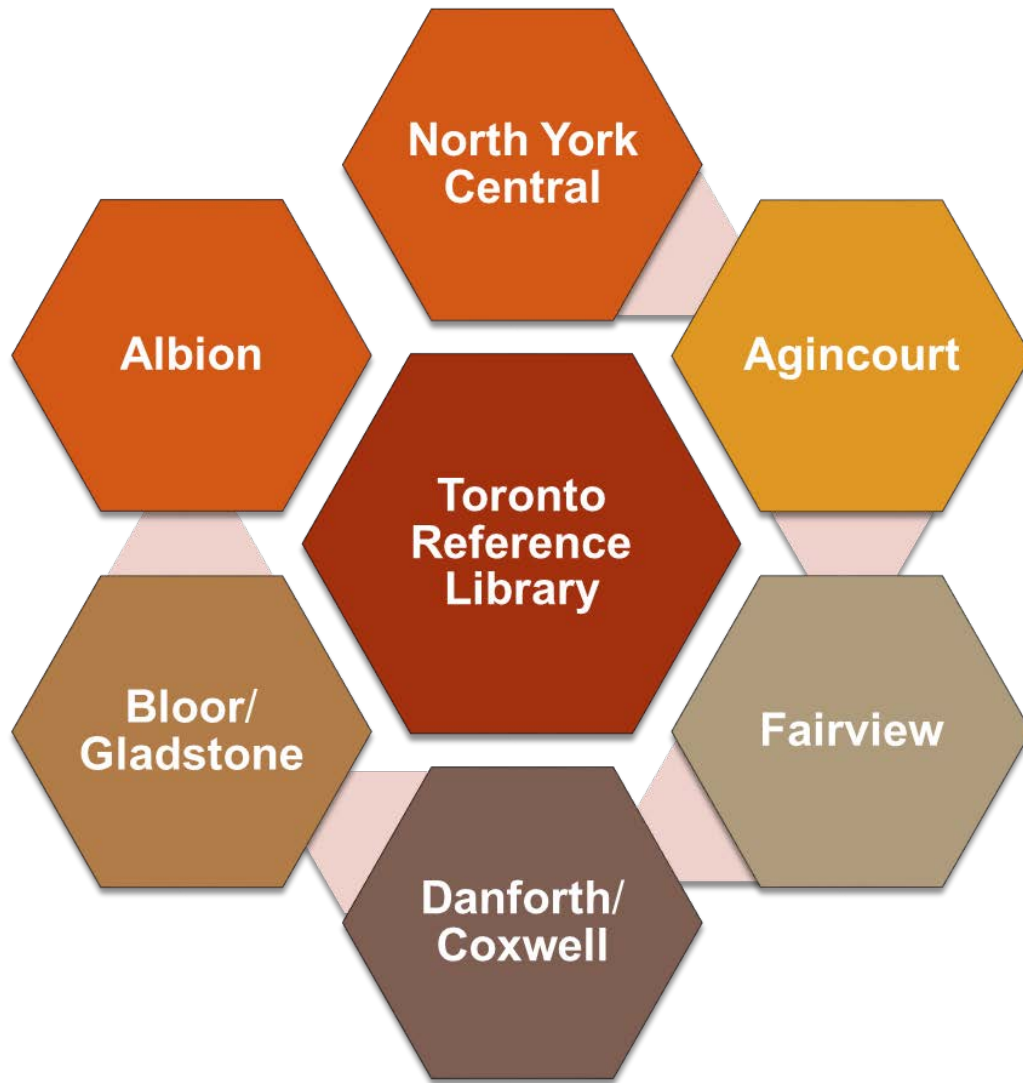 North York
Central
Albion
Agincourt
Toronto
Reference
Library
Bloor/
Gladstone
Fairview
Danforth/
Coxwell